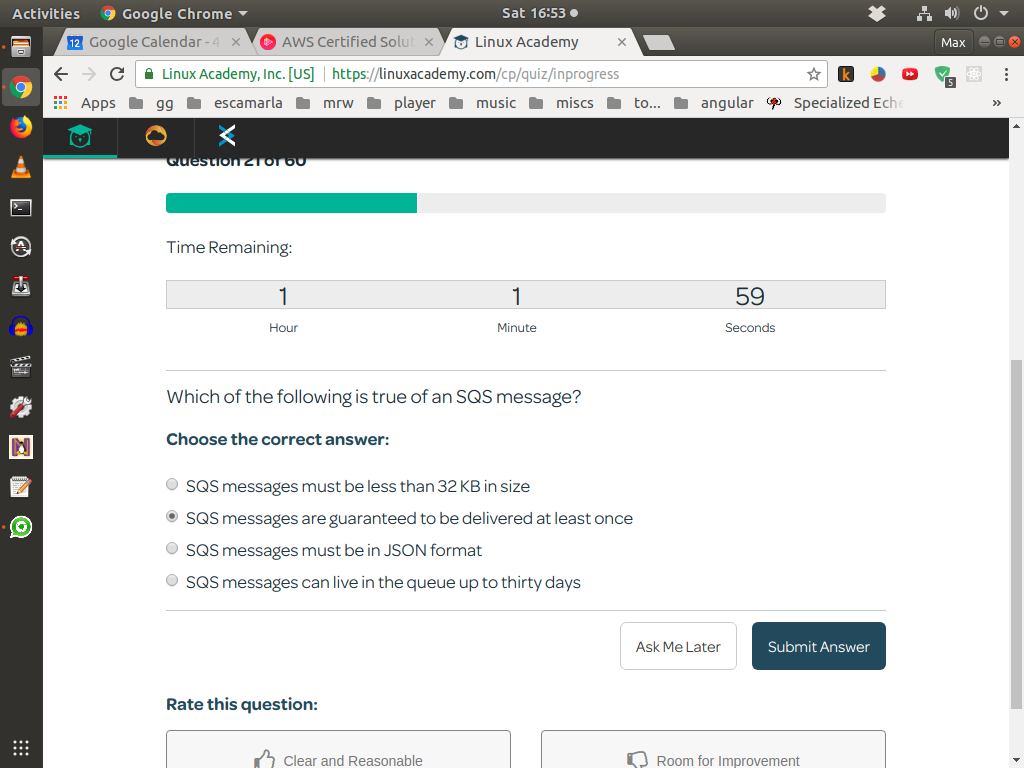 Activities Google Chrome Sat 16:53
Google Calendar - 4 AWS Certified Solut Linux Academy Max
Linux Academy, Inc. [US] https://linuxacademy.com/cp/quiz/inprogress
Apps gg escamarla mrw player music miscs to... angular Specialized Eche »
Question 21 of 60
Time Remaining:
1 1 59
Hour Minute Seconds
Which of the following is true of an SQS message?
Choose the correct answer:
SQS messages must be less than 32 KB in size
SQS messages are guaranteed to be delivered at least once
SQS messages must be in JSON format
SQS messages can live in the queue up to thirty days
Ask Me Later Submit Answer
Rate this question:
Clear and Reasonable Room for Improvement